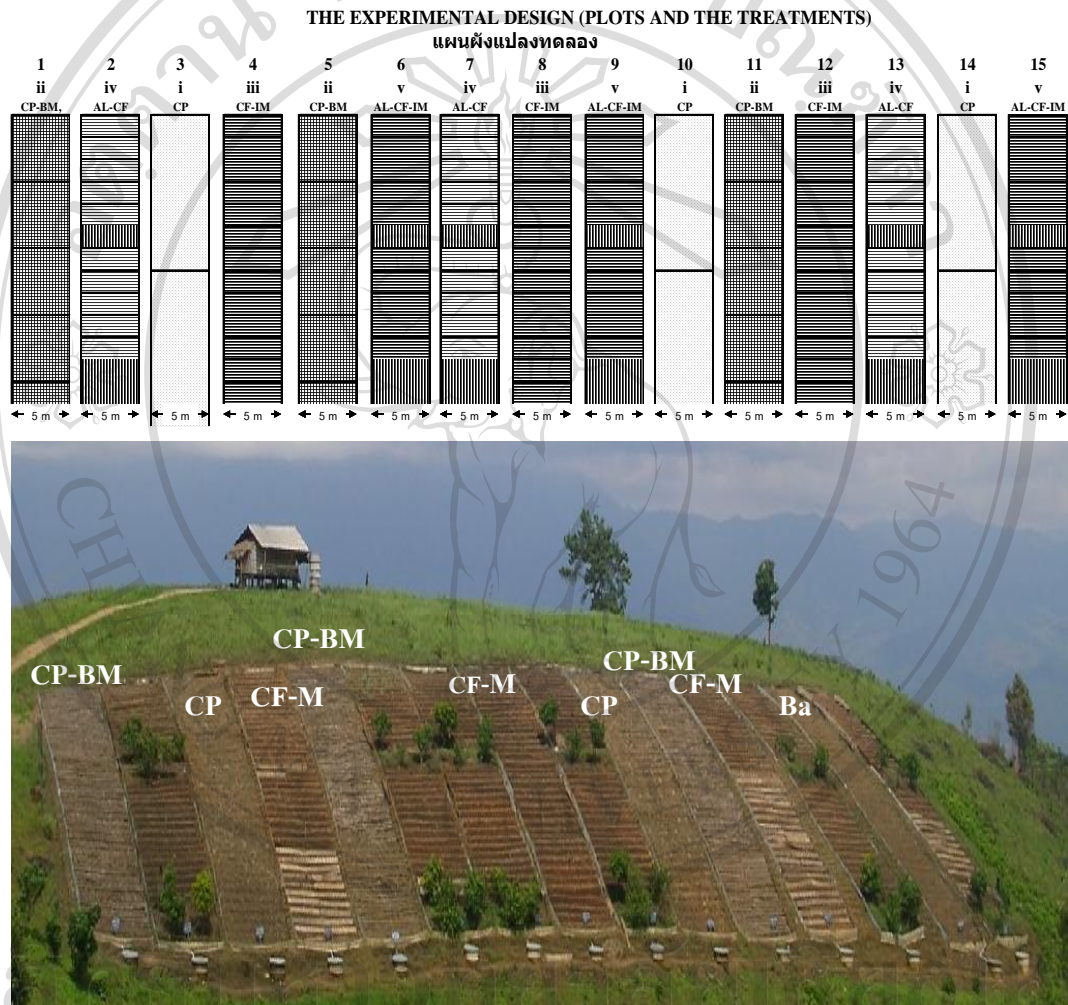 THE EXPERIMENTAL DESIGN (PLOTS AND THE TREATMENTS)
แผนผังแปลงทดลอง
1 2 3 4 5 6 7 8 9 10 11 12 13 14 15
ii iv i iii ii v iv iii v i ii iii iv i v
CP-BM, AL-CF CP CF-IM CP-BM AL-CF-IM AL-CF CF-IM AL-CF-IM CP CP-BM CF-IM AL-CF CP AL-CF-IM
5 m 5 m 5 m 5 m 5 m 5 m 5 m 5 m 5 m 5 m 5 m 5 m 5 m 5 m 5 m
CP-BM
CP-BM CP-BM
CP CF-M CF-M CP CF-M Ba
1964